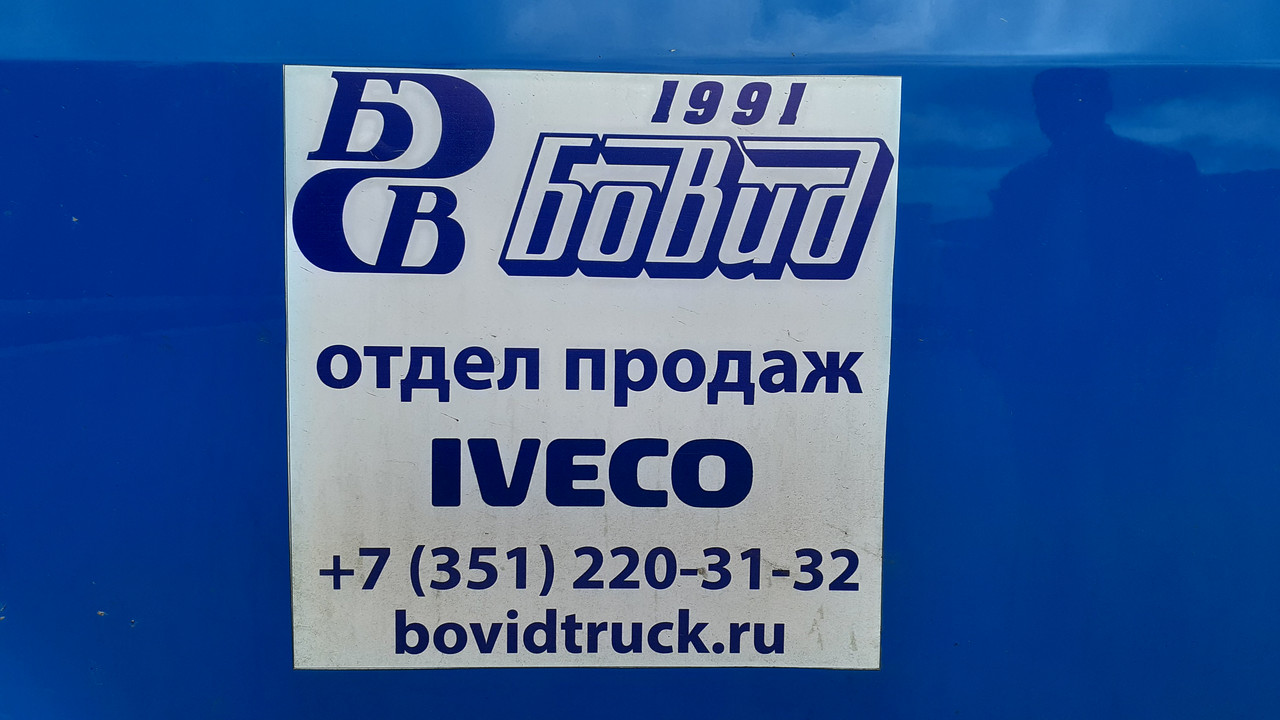 БВ
1991
БоВид
отдел продаж
IVECO
+7 (351) 220-31-32
bovidtruck.ru